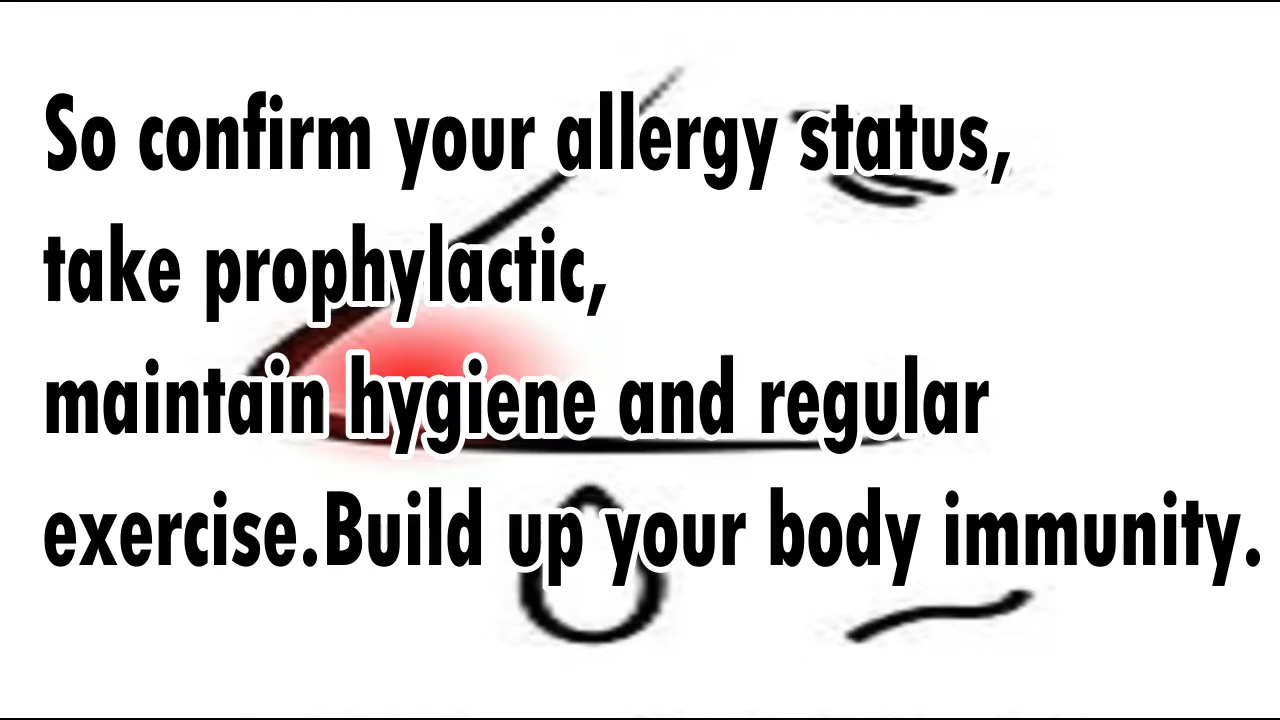 So confirm your allergy status,
take prophylactic,
maintain hygiene and regular
exercise.Build up your body immunity.